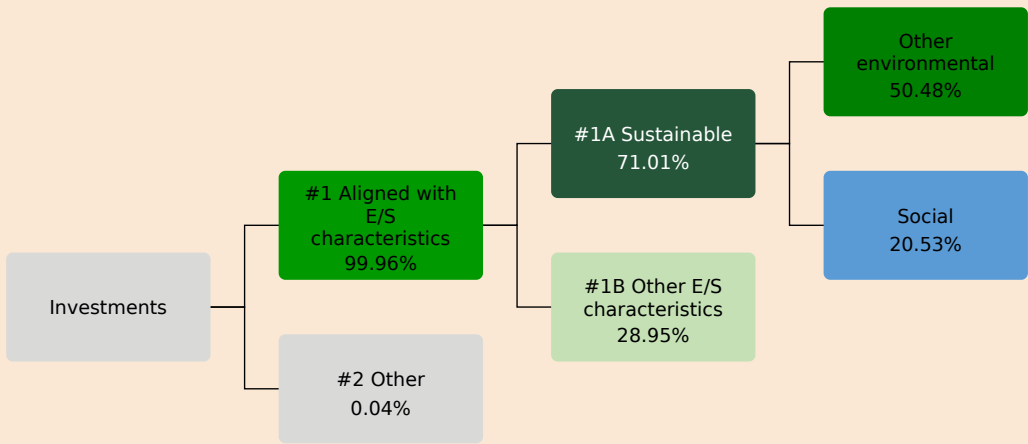 Investments
#1 Aligned with
E/S
characteristics
99.96%
#2 Other
0.04%
#1A Sustainable
71.01%
#1B Other E/S
characteristics
28.95%
Other
environmental
50.48%
Social
20.53%